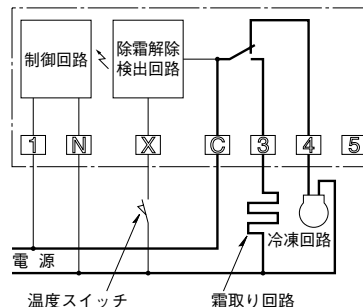 制御回路
除霜解除
検出回路
1 N X C 3 4 5
冷凍回路
電 源
温度スイッチ
霜取り回路